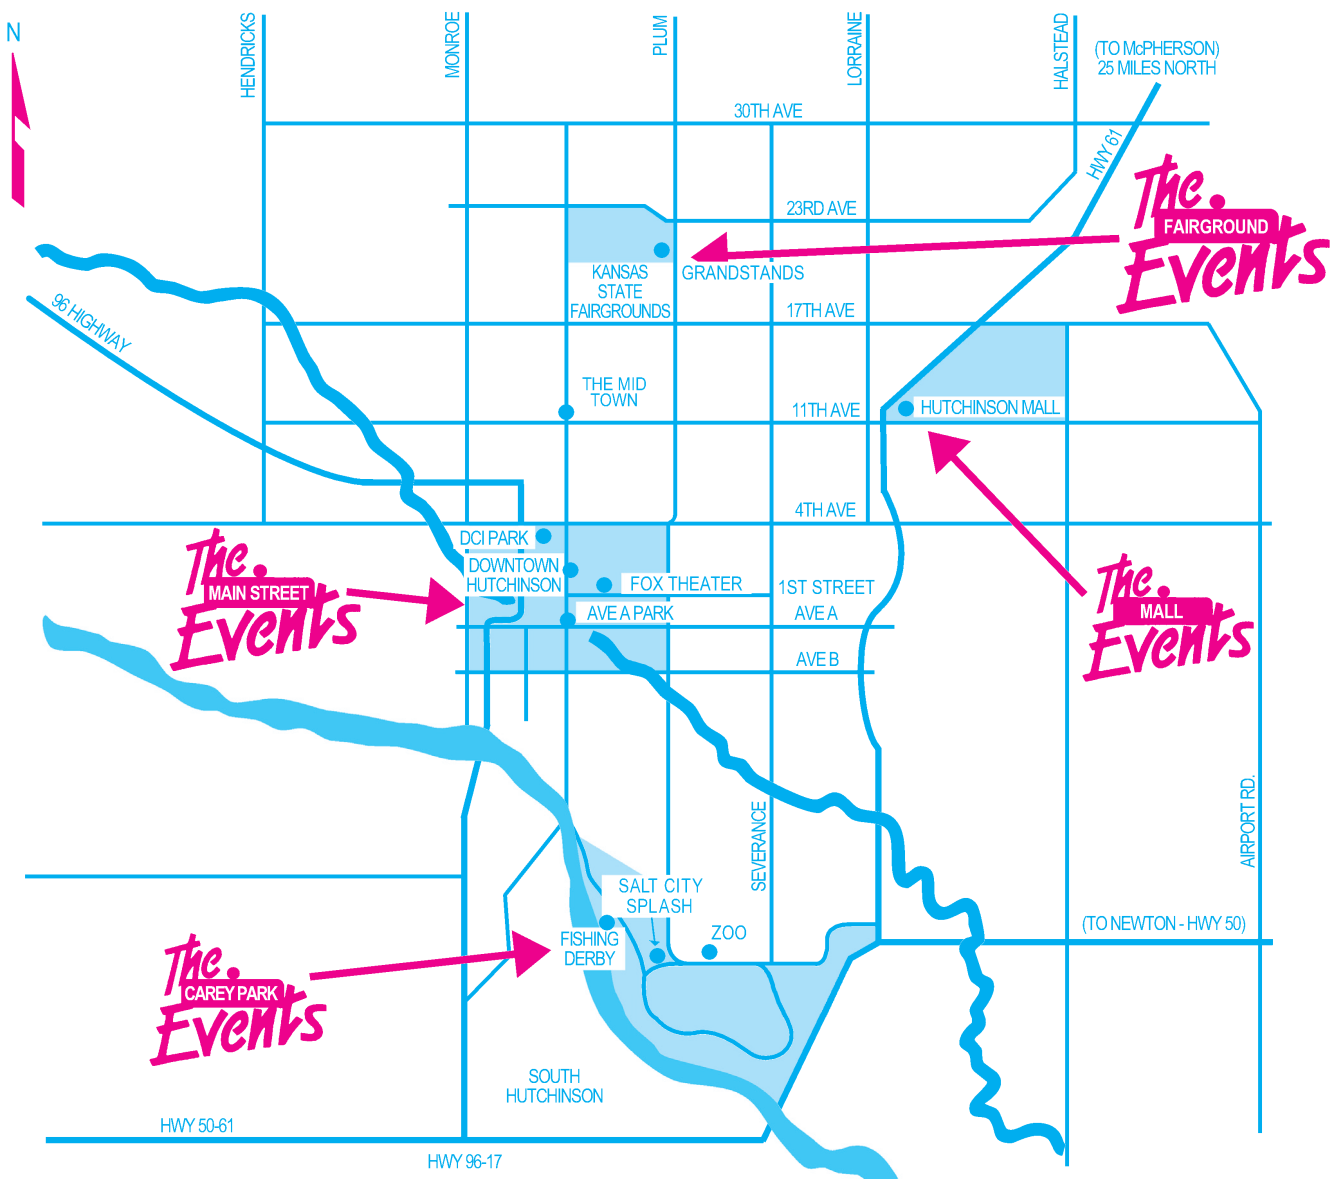 N
HENDRICKS
MONROE
PLUM
LORRAINE
HALSTEAD
(TO McPHERSON)
25 MILES NORTH
30TH AVE
HWY 61
The
FAIRGROUND
Events
23RD AVE
KANSAS
STATE
FAIRGROUNDS
GRANDSTANDS
96 HIGHWAY
17TH AVE
THE MID
TOWN
11TH AVE
HUTCHINSON MALL
4TH AVE
DCI PARK
DOWNTOWN
HUTCHINSON
FOX THEATER
1ST STREET
The
MAIN STREET
Events
AVE A PARK
AVE A
The
MALL
Events
AVE B
SEVERANCE
AIRPORT RD.
SALT CITY
SPLASH
ZOO
(TO NEWTON - HWY 50)
FISHING
DERBY
The
CAREY PARK
Events
SOUTH
HUTCHINSON
HWY 50-61
HWY 96-17